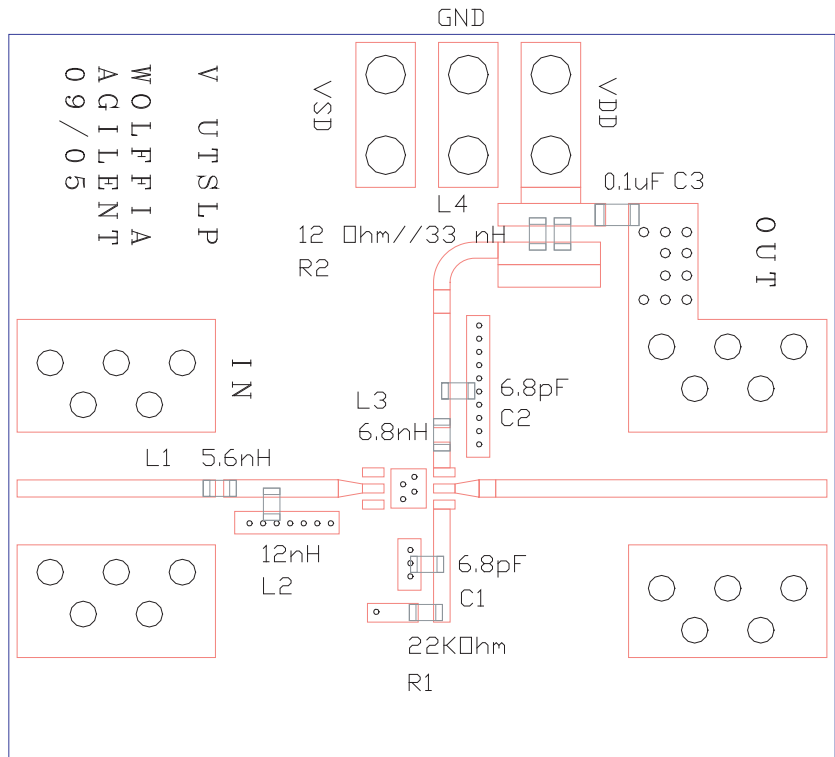 GND
V UTSLP
WOLFFIA
AGILENT
09/05
VSD
VDD
0.1uF C3
L4
12 Ohm//33 nH
R2
OUT
IN
L3
6.8nH
6.8pF
C2
L1 5.6nH
12nH
L2
6.8pF
C1
22KOhm
R1